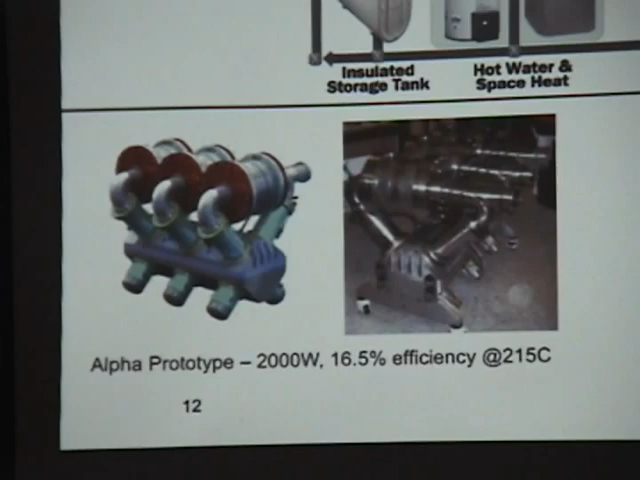 Insulated
Storage Tank
Hot Water &
Space Heat
Alpha Prototype – 2000W, 16.5% efficiency @215C
12